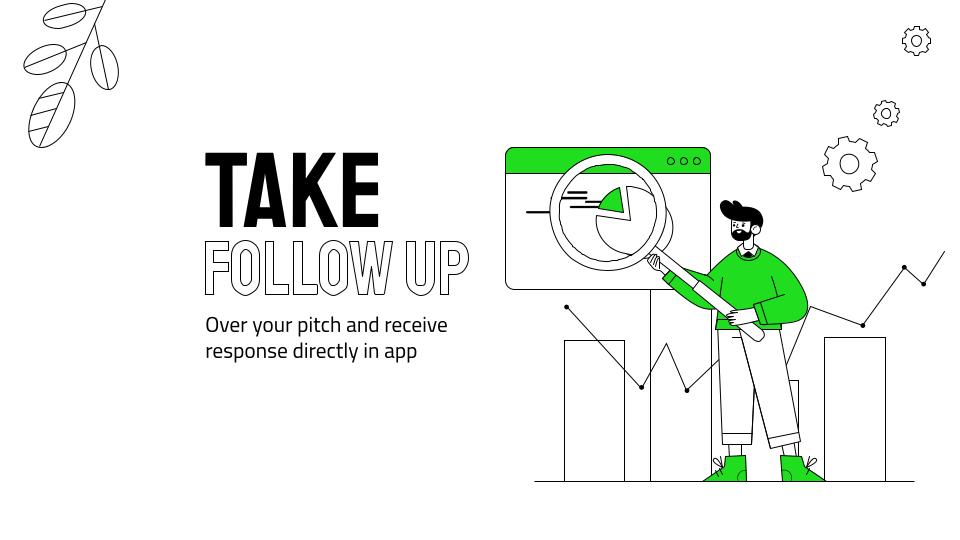 TAKE
FOLLOW UP
Over your pitch and receive
response directly in app